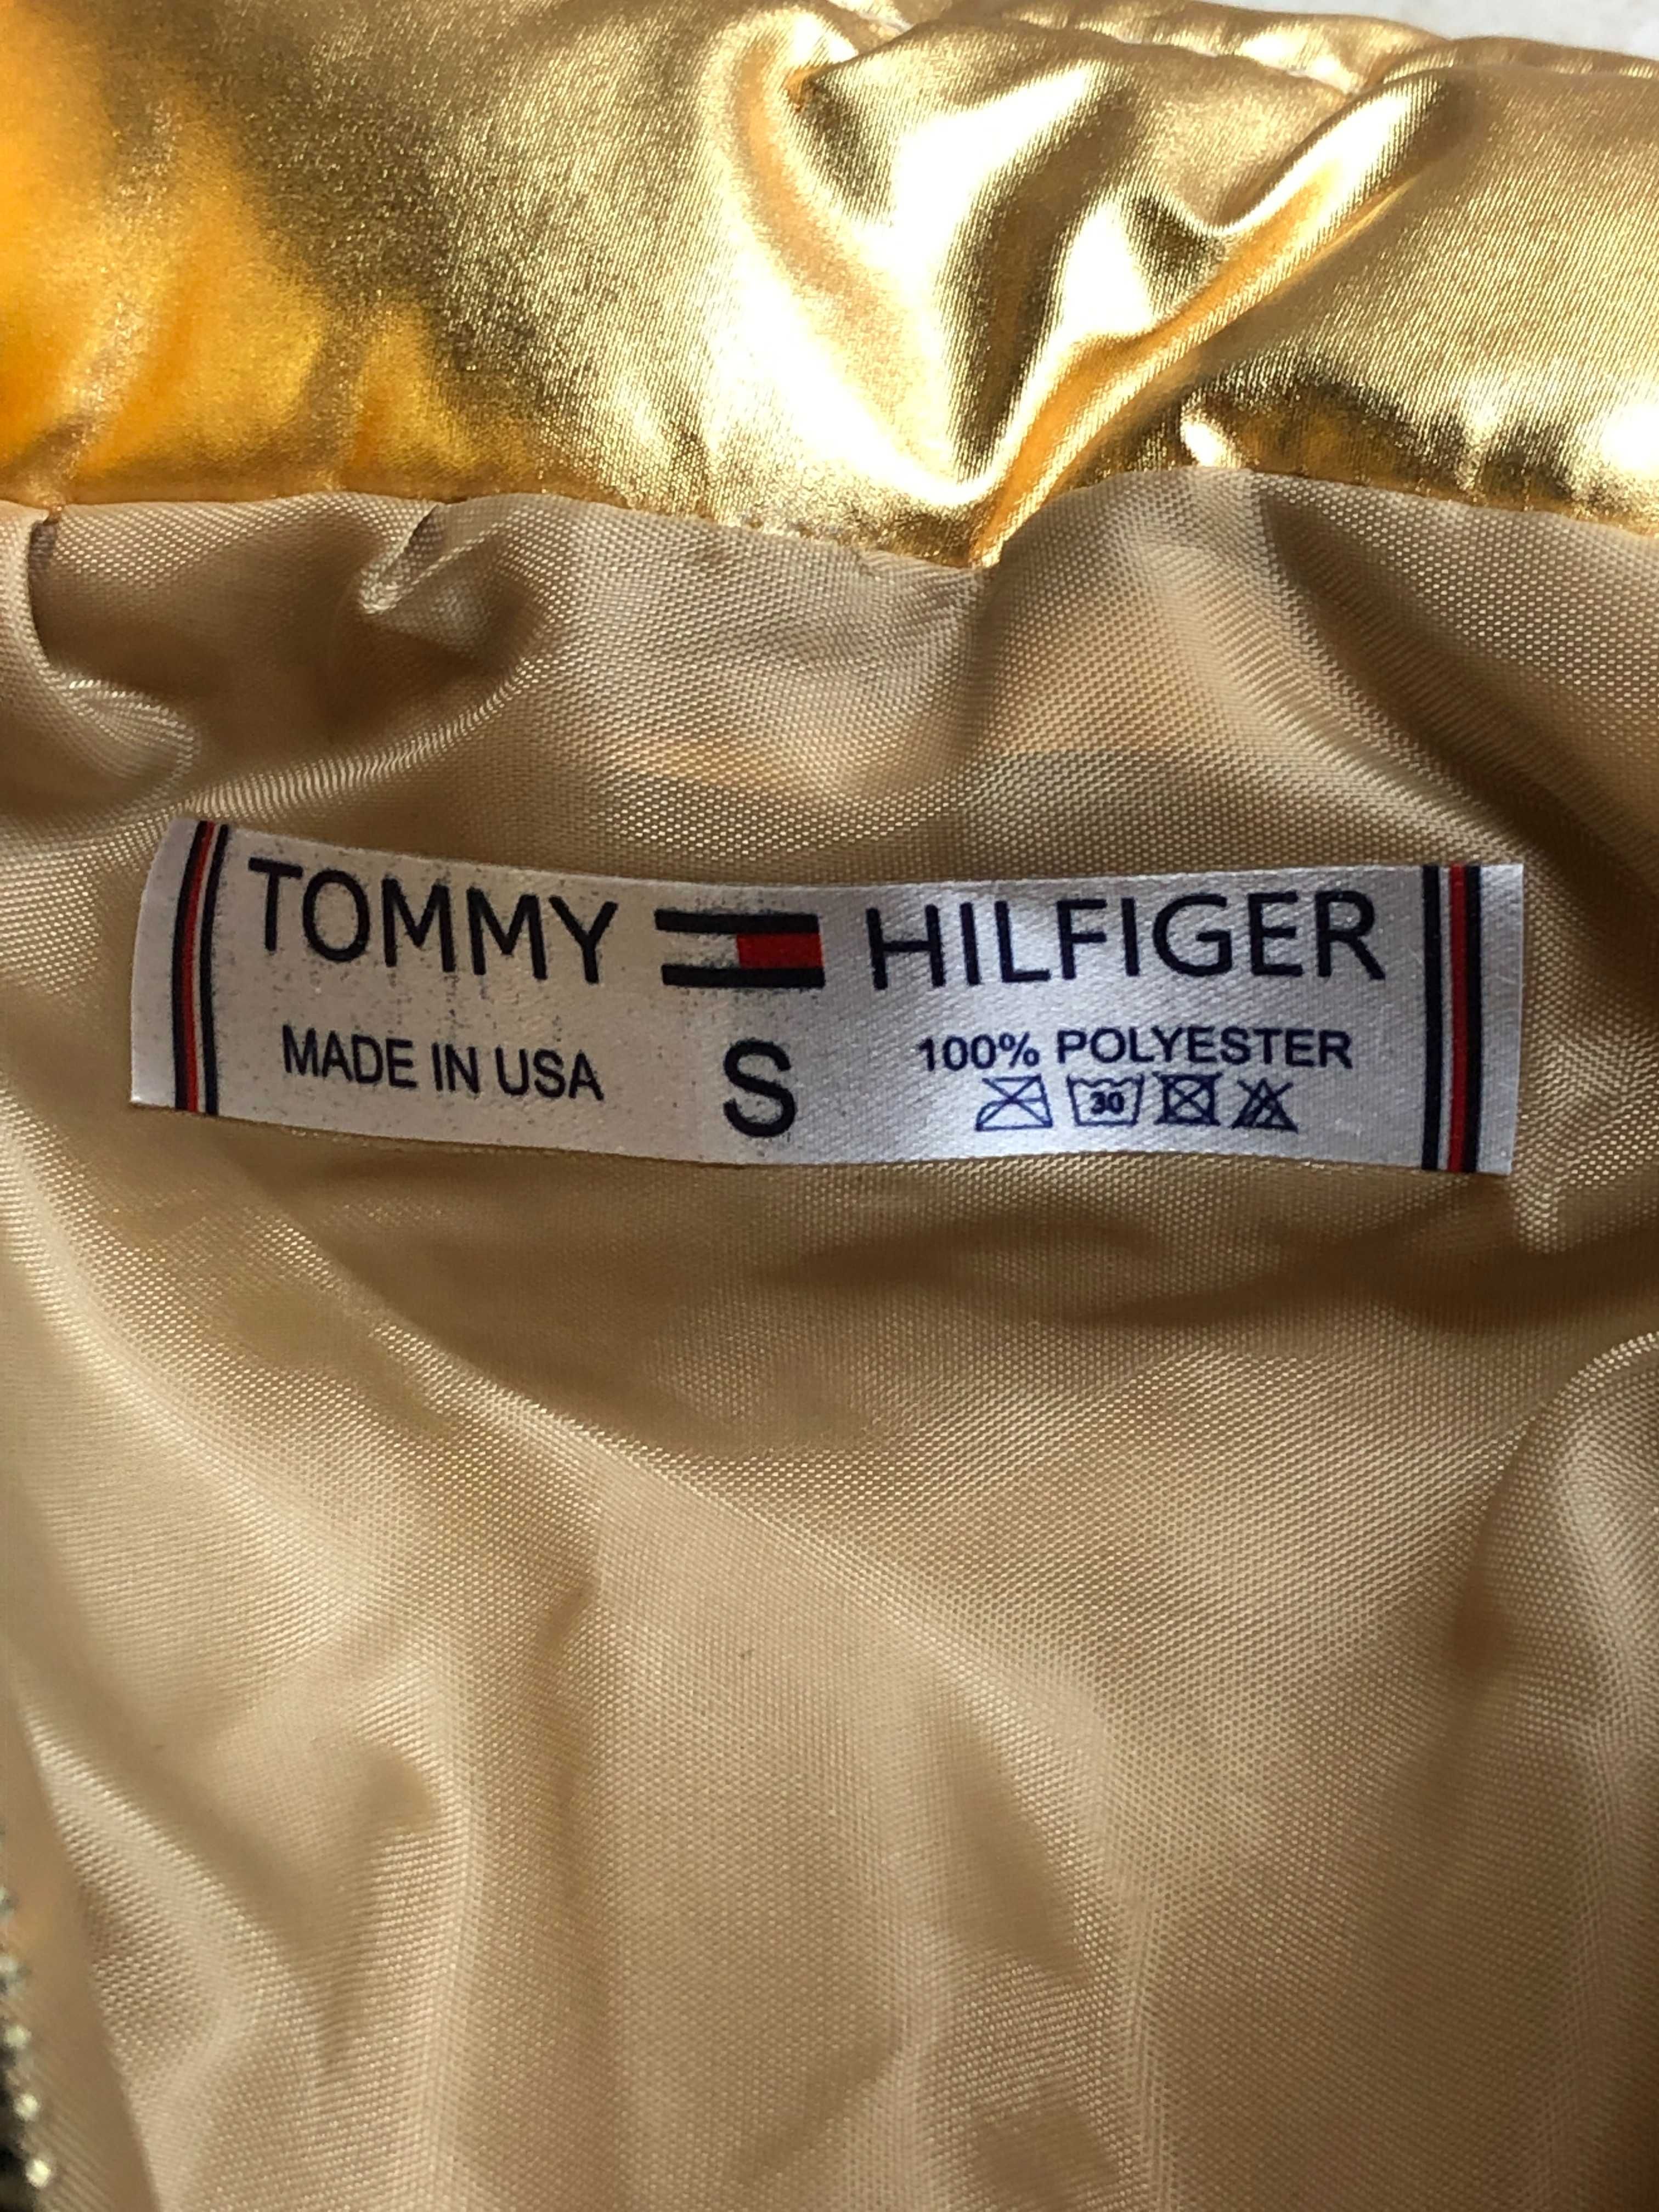 TOMMY HILFIGER
MADE IN USA
S
100% POLYESTER
30